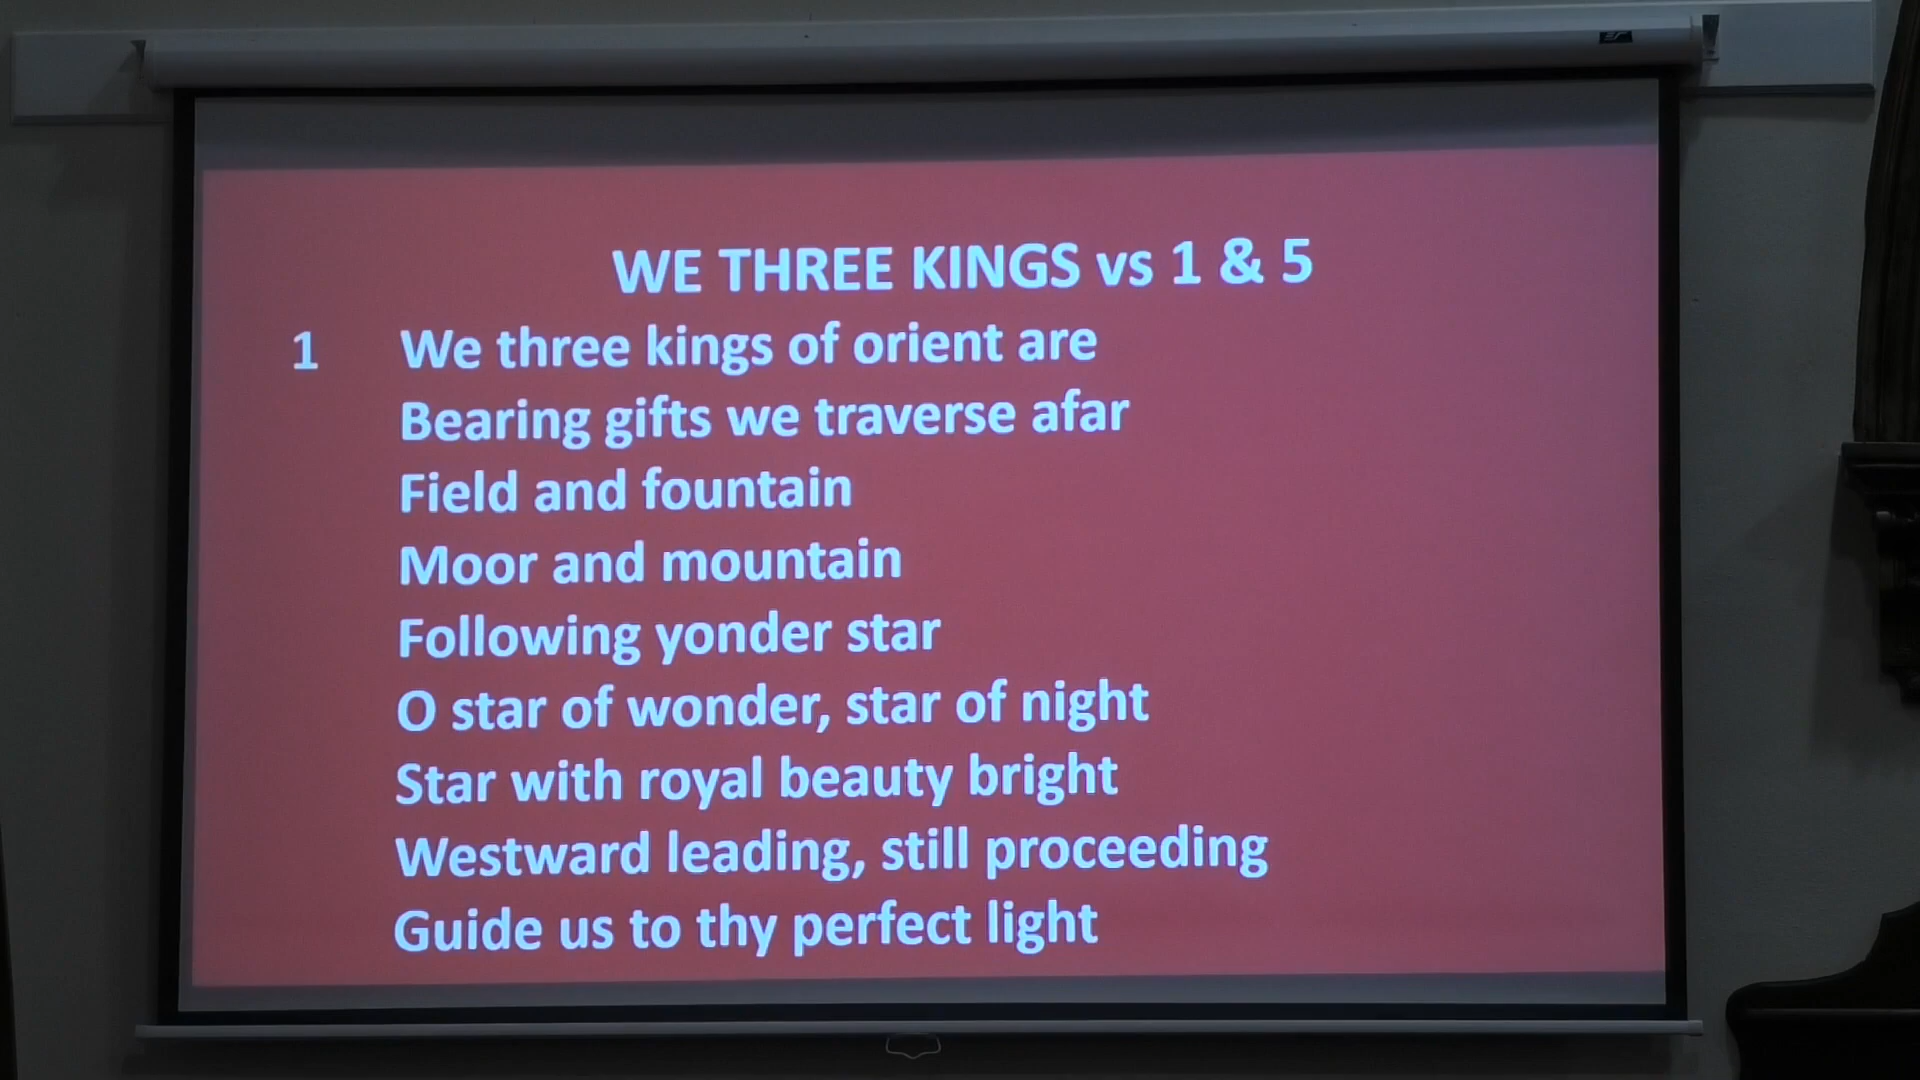 WE THREE KINGS vs 1 & 5
1 We three kings of orient are
Bearing gifts we traverse afar
Field and fountain
Moor and mountain
Following yonder star
O star of wonder, star of night
Star with royal beauty bright
Westward leading, still proceeding
Guide us to thy perfect light